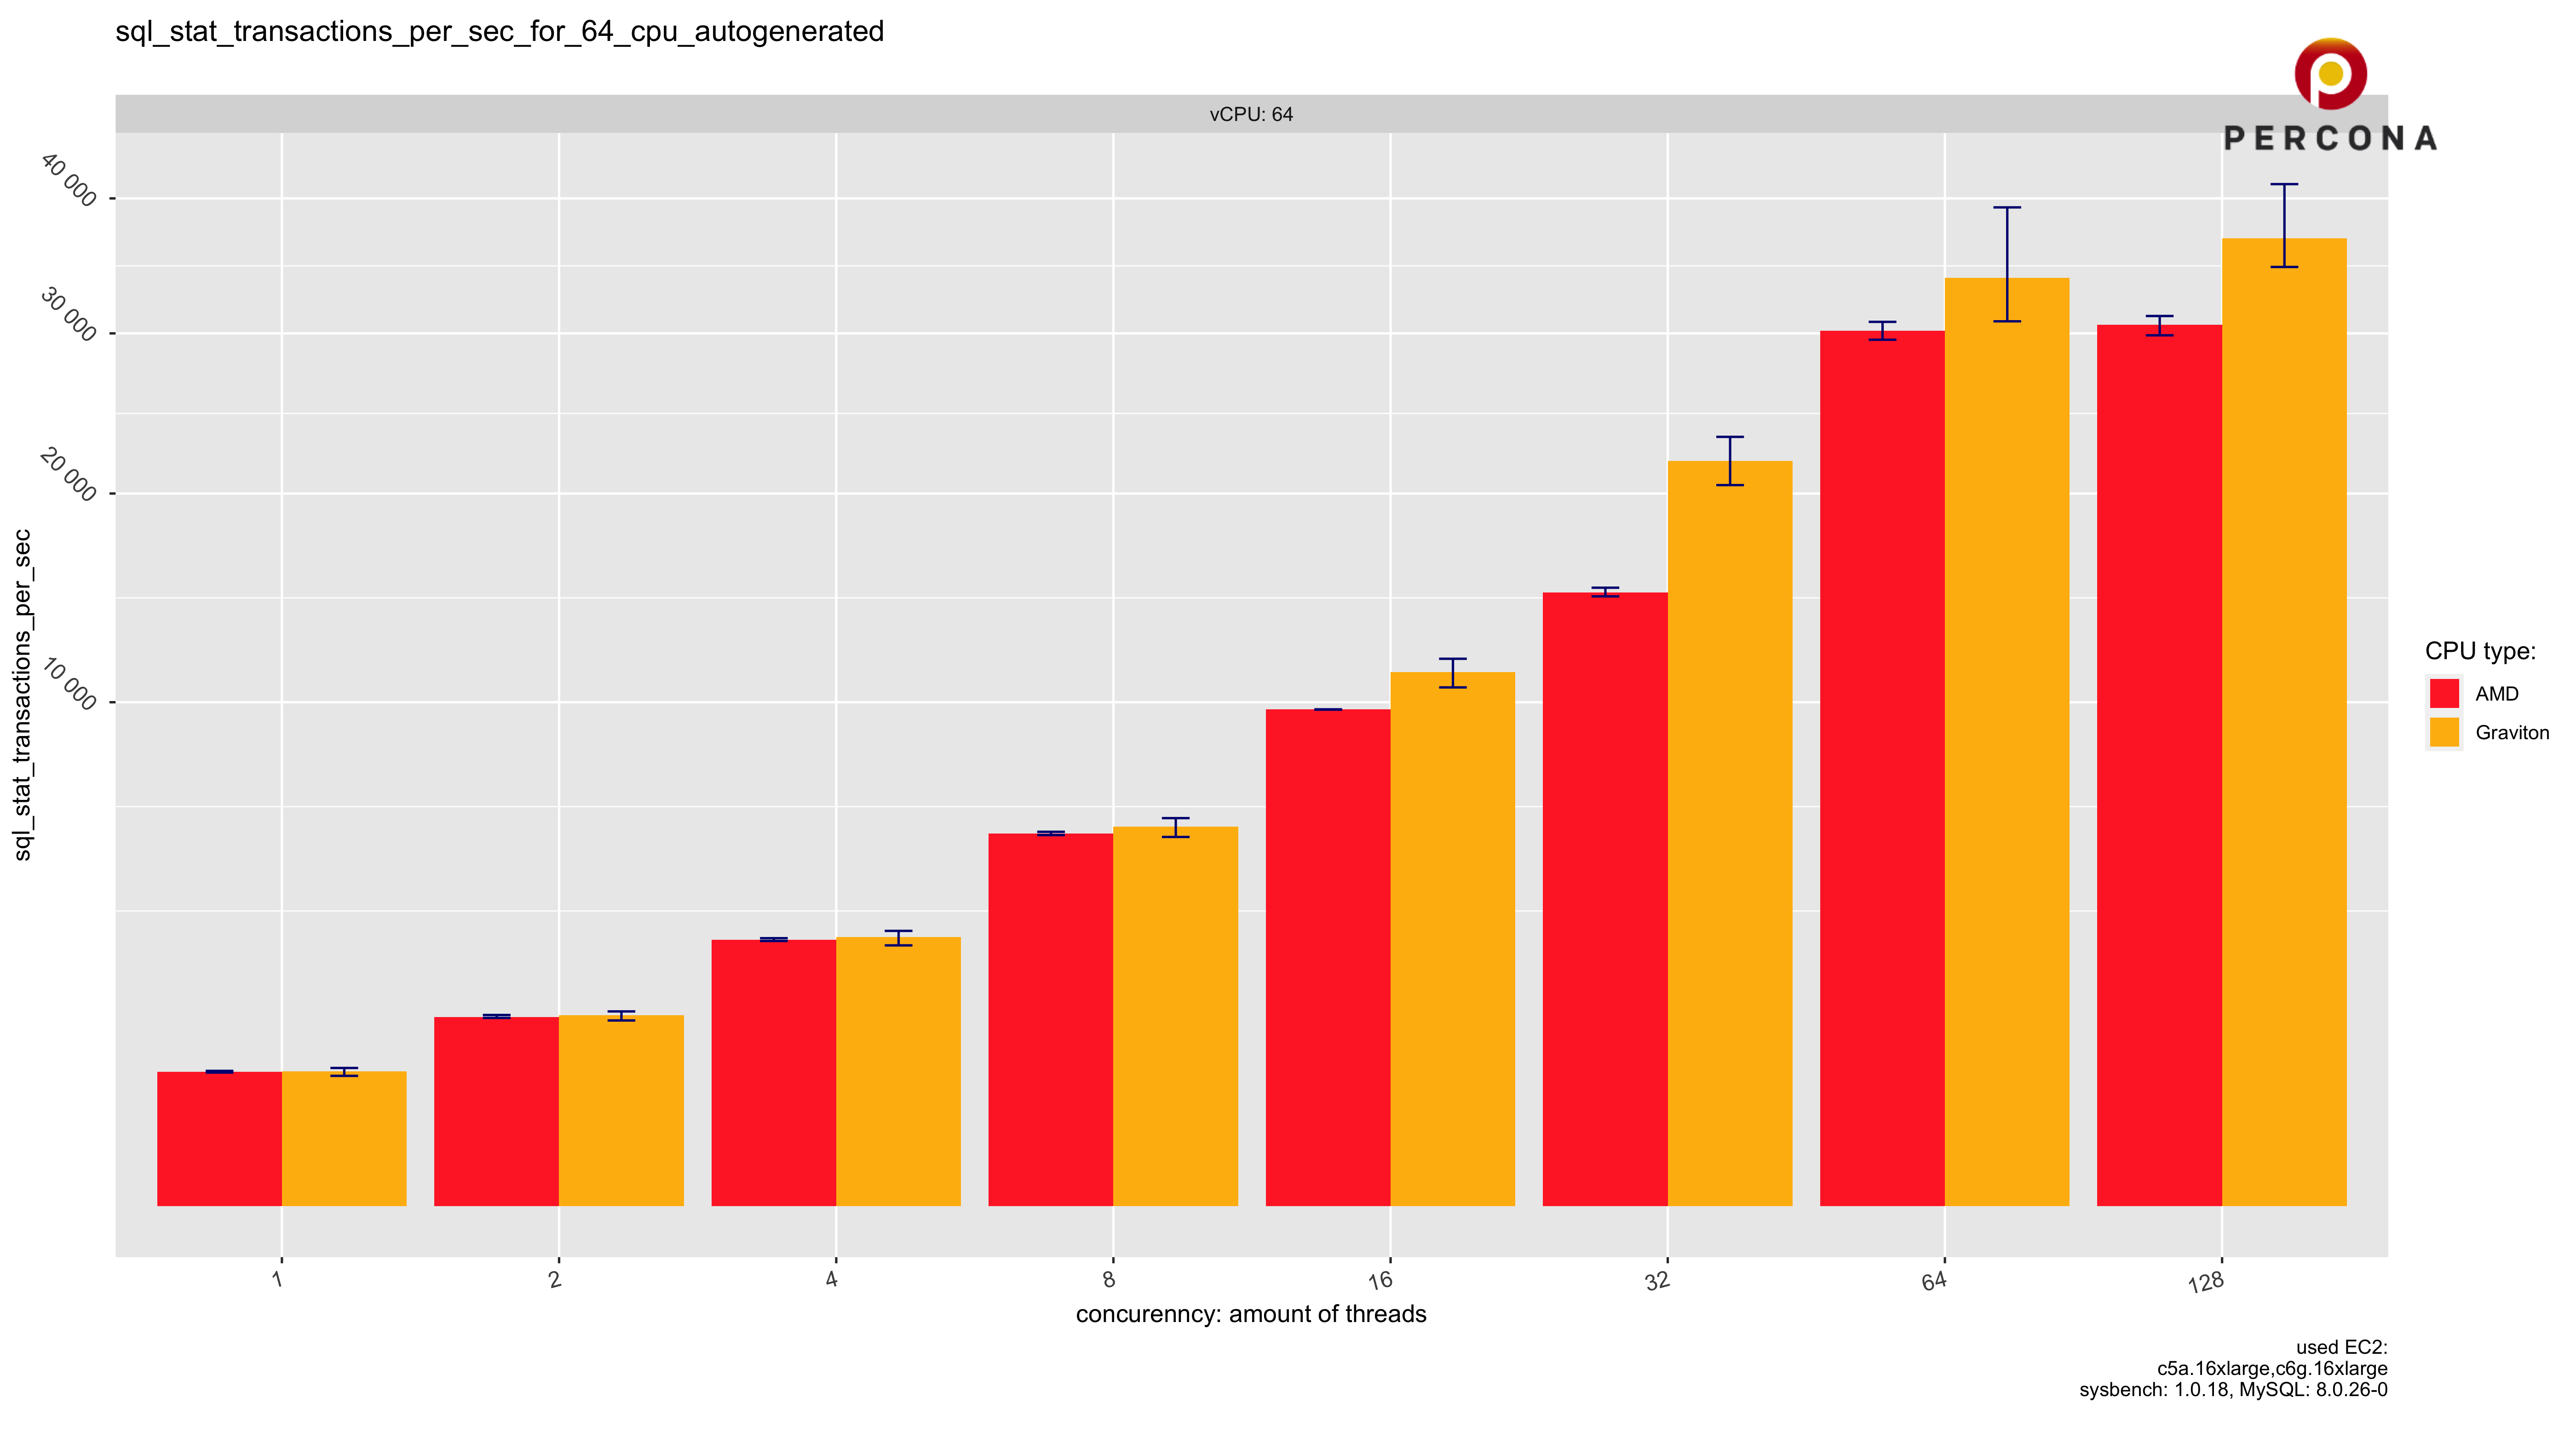 sql_stat_transactions_per_sec_for_64_cpu_autogenerated
PERCONA
vCPU: 64
40 000
30 000
20 000
10 000
sql_stat_transactions_per_sec
CPU type:
AMD
Graviton
1
2
4
8
16
32
64
128
concurenncy: amount of threads
used EC2:
c5a.16xlarge,c6g.16xlarge
sysbench: 1.0.18, MySQL: 8.0.26-0